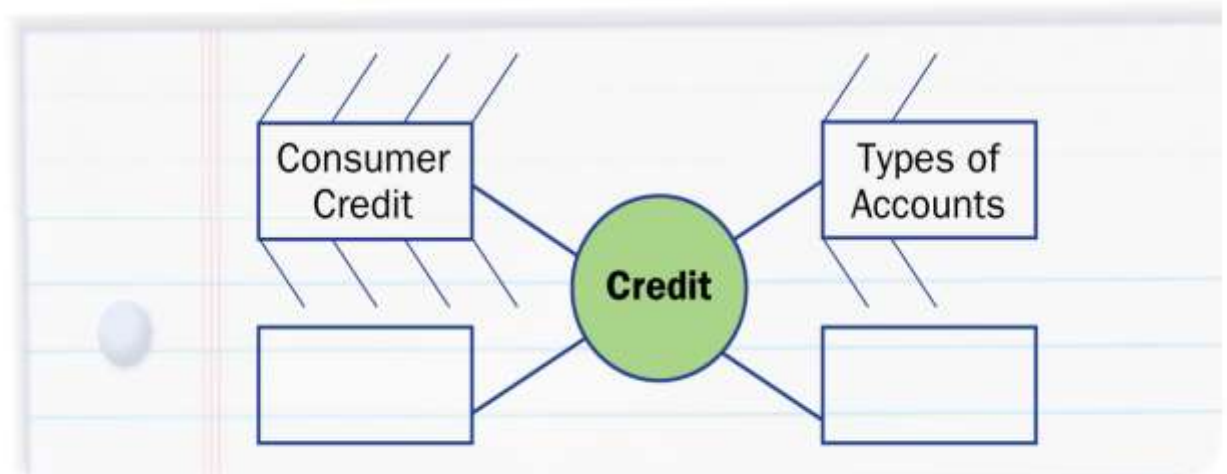 Consumer
Credit
Types of
Accounts
Credit